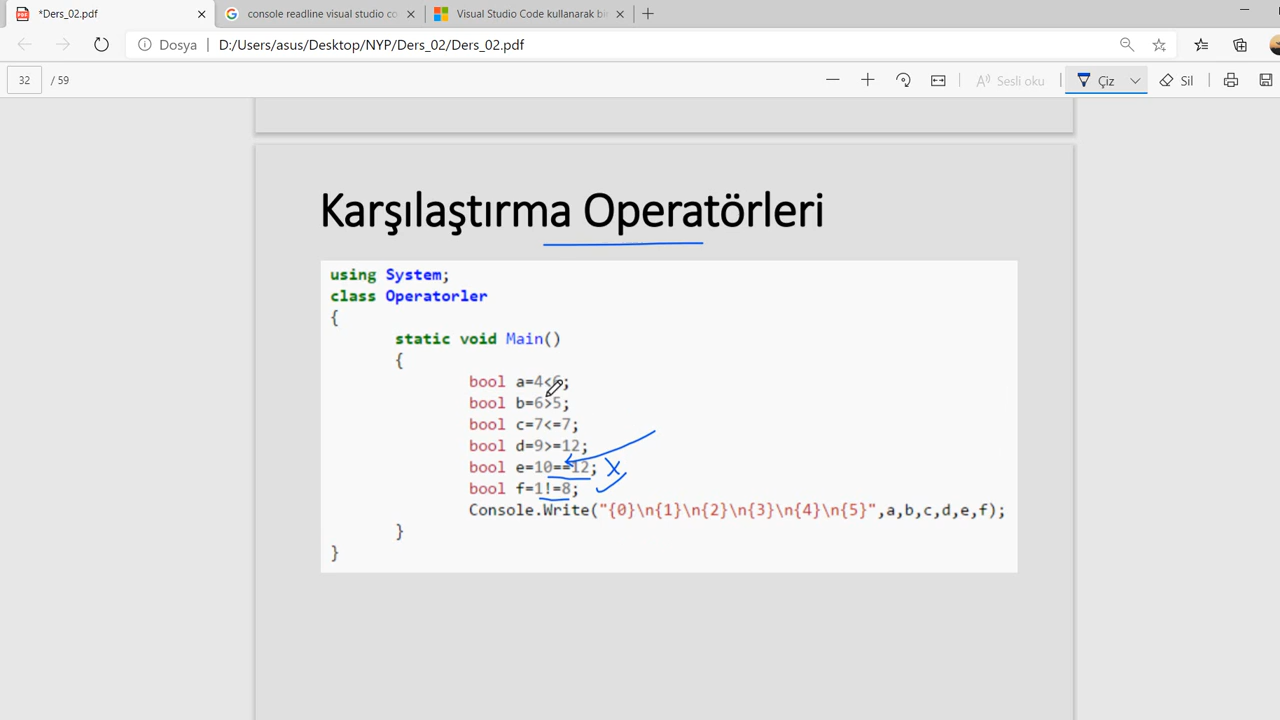 *Ders_02.pdf
console readline visual studio co
Visual Studio Code kullanarak bi
Dosya
D:/Users/asus/Desktop/NYP/Ders_02/Ders_02.pdf
32 / 59
Sesli oku
Çiz
Sil
Karşılaştırma Operatörleri
using System;
class Operatorler
{
static void Main()
{
bool a=4<6;
bool b=6>5;
bool c=7<=7;
bool d=9>=12;
bool e=10==12; X
bool f=1!=8;
Console.Write("{0}\n{1}\n{2}\n{3}\n{4}\n{5}",a,b,c,d,e,f);
}
}